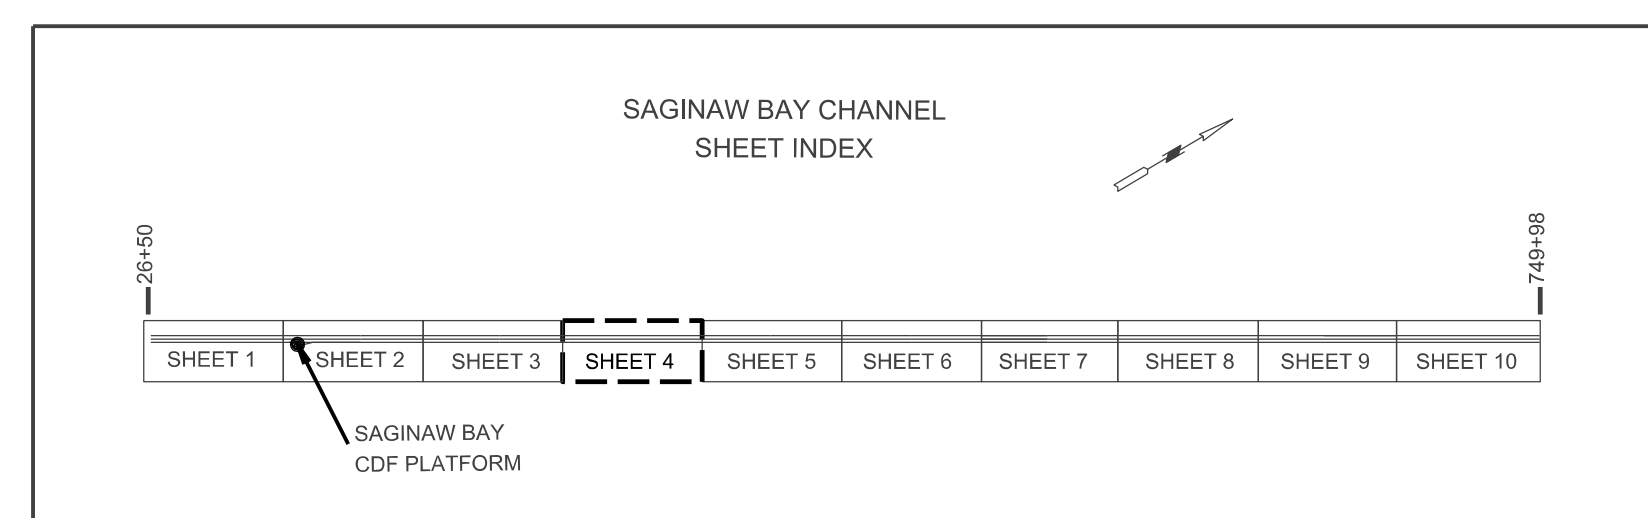 SAGINAW BAY CHANNEL
SHEET INDEX
26+50
749+98
SHEET 1
SHEET 2
SHEET 3
SHEET 4
SHEET 5
SHEET 6
SHEET 7
SHEET 8
SHEET 9
SHEET 10
SAGINAW BAY
CDF PLATFORM